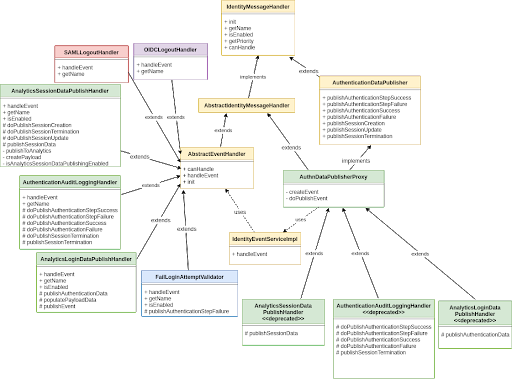 IdentityMessageHandler
+ init
+ getName
+ isEnabled
+ getPriority
+ canHandle
SAMLLogoutHandler
+ handleEvent
+ getName
OIDCLogoutHandler
+ handleEvent
+ getName
extends
implements
AuthenticationDataPublisher
+ publishAuthenticationStepSuccess
+ publishAuthenticationStepFailure
+ publishAuthenticationSuccess
+ publishAuthenticationFailure
+ publishSessionCreation
+ publishSessionUpdate
+ publishSessionTermination
AnalyticsSessionDataPublishHandler
+ handleEvent
+ getName
+ isEnabled
# doPublishSessionCreation
# doPublishSessionTermination
# doPublishSessionUpdate
# publishSessionData
- publishToAnalytics
- createPayload
- isAnalyticsSessionDataPublishingEnabled
AbstractIdentityMessageHandler
extends
extends
extends
extends
extends
implements
AbstractEventHandler
+ canHandle
+ handleEvent
+ init
AuthnDataPublisherProxy
- createEvent
- doPublishEvent
AuthenticationAuditLoggingHandler
+ handleEvent
+ getName
+ isEnabled
# doPublishAuthenticationStepSuccess
# doPublishAuthenticationStepFailure
# doPublishAuthenticationSuccess
# doPublishAuthenticationFailure
# doPublishSessionTermination
# publishSessionTermination
extends
extends
extends
uses
uses
IdentityEventServiceImpl
+ handleEvent
extends
extends
extends
AnalyticsLoginDataPublishHandler
+ handleEvent
+ getName
+ isEnabled
# publishAuthenticationData
# populatePayloadData
# publishEvent
FailLoginAttemptValidator
+ handleEvent
+ getName
+ isEnabled
# publishAuthenticationStepFailure
AnalyticsSessionData
PublishHandler
<<deprecated>>
# publishSessionData
AuthenticationAuditLoggingHandler
<<deprecated>>
# doPublishAuthenticationStepSuccess
# doPublishAuthenticationStepFailure
# doPublishAuthenticationSuccess
# doPublishAuthenticationFailure
# publishSessionTermination
AnalyticsLoginData
PublishHandler
<<deprecated>>
# publishAuthenticationData